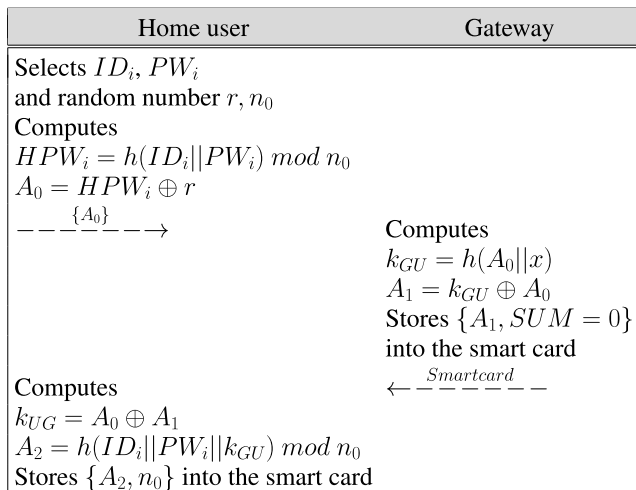 Home user Gateway
Selects ID_i, PW_i
and random number r, n_0
Computes
HPW_i = h(ID_i||PW_i) mod n_0
A_0 = HPW_i ⊕ r
{A_0}
−−−−−−−→
Computes
k_GU = h(A_0||x)
A_1 = k_GU ⊕ A_0
Stores {A_1, SUM = 0}
into the smart card
Smartcard
←−−−−−−−
Computes
k_UG = A_0 ⊕ A_1
A_2 = h(ID_i||PW_i||k_GU) mod n_0
Stores {A_2, n_0} into the smart card